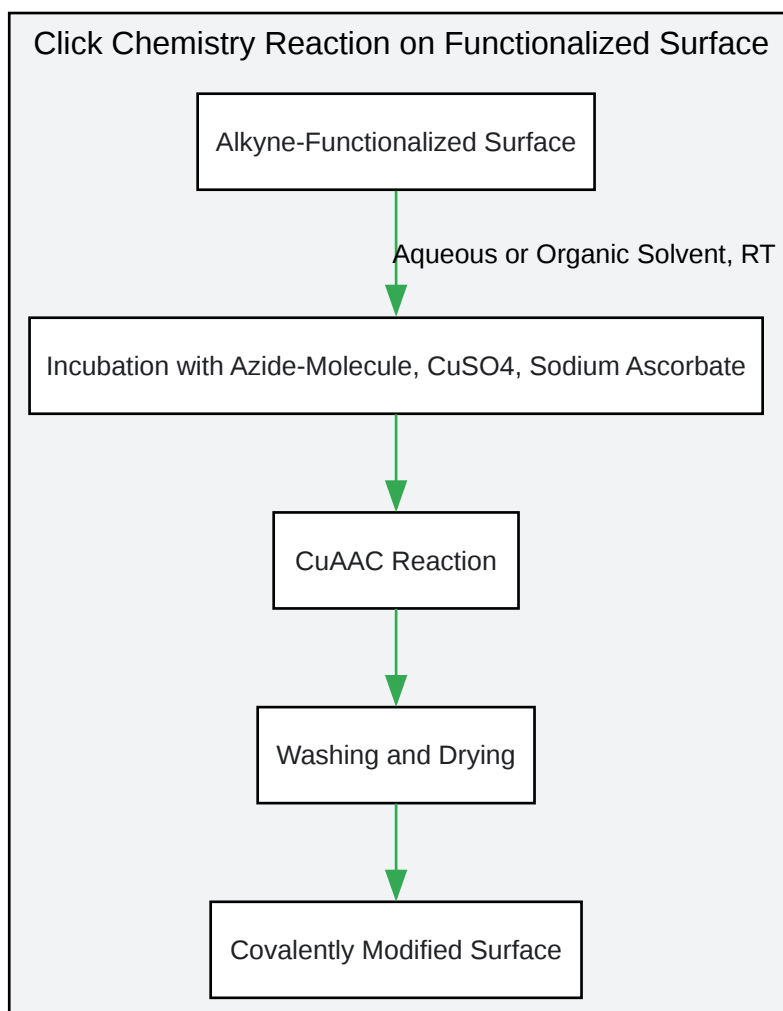 Click Chemistry Reaction on Functionalized Surface
Alkyne-Functionalized Surface
Aqueous or Organic Solvent, RT
Incubation with Azide-Molecule, CuSO4, Sodium Ascorbate
CuAAC Reaction
Washing and Drying
Covalently Modified Surface